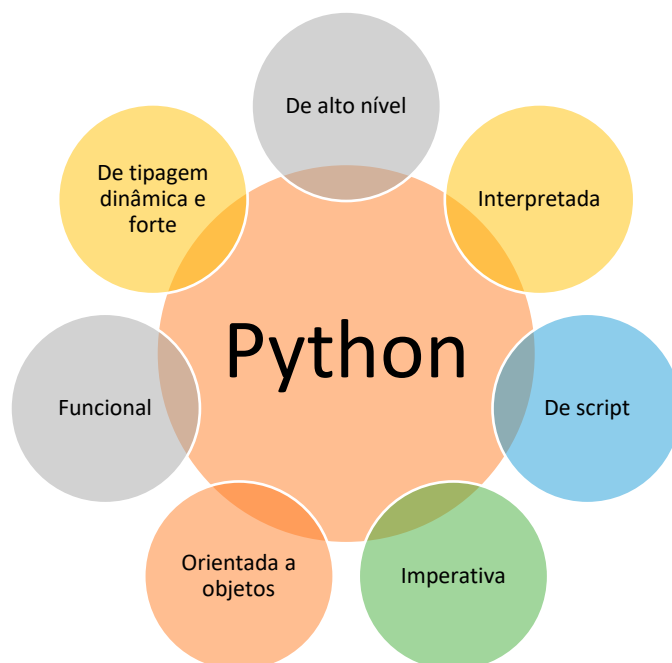 De alto nível
De tipagem
dinâmica e
forte
Interpretada
Python
Funcional
De script
Orientada a
objetos
Imperativa